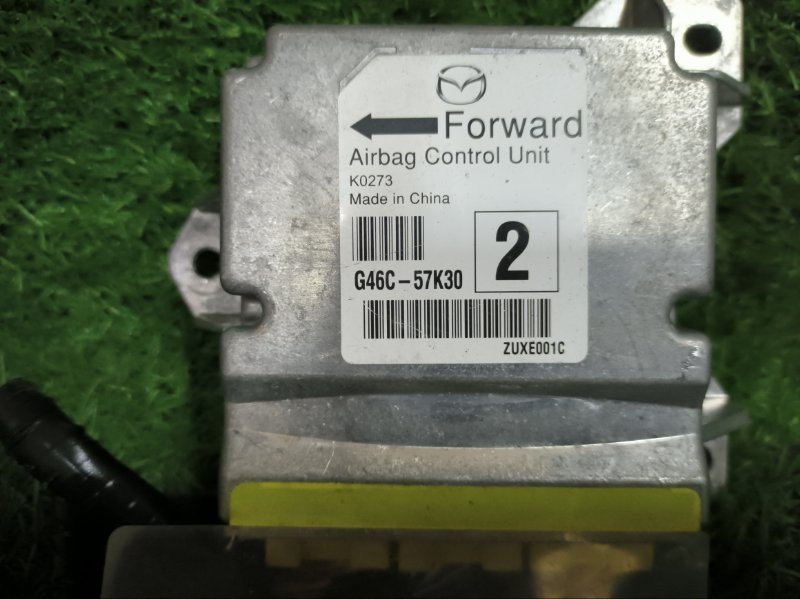 Forward
Airbag Control Unit
K0273
Made in China
2
G46C-57K30
ZUXE001C